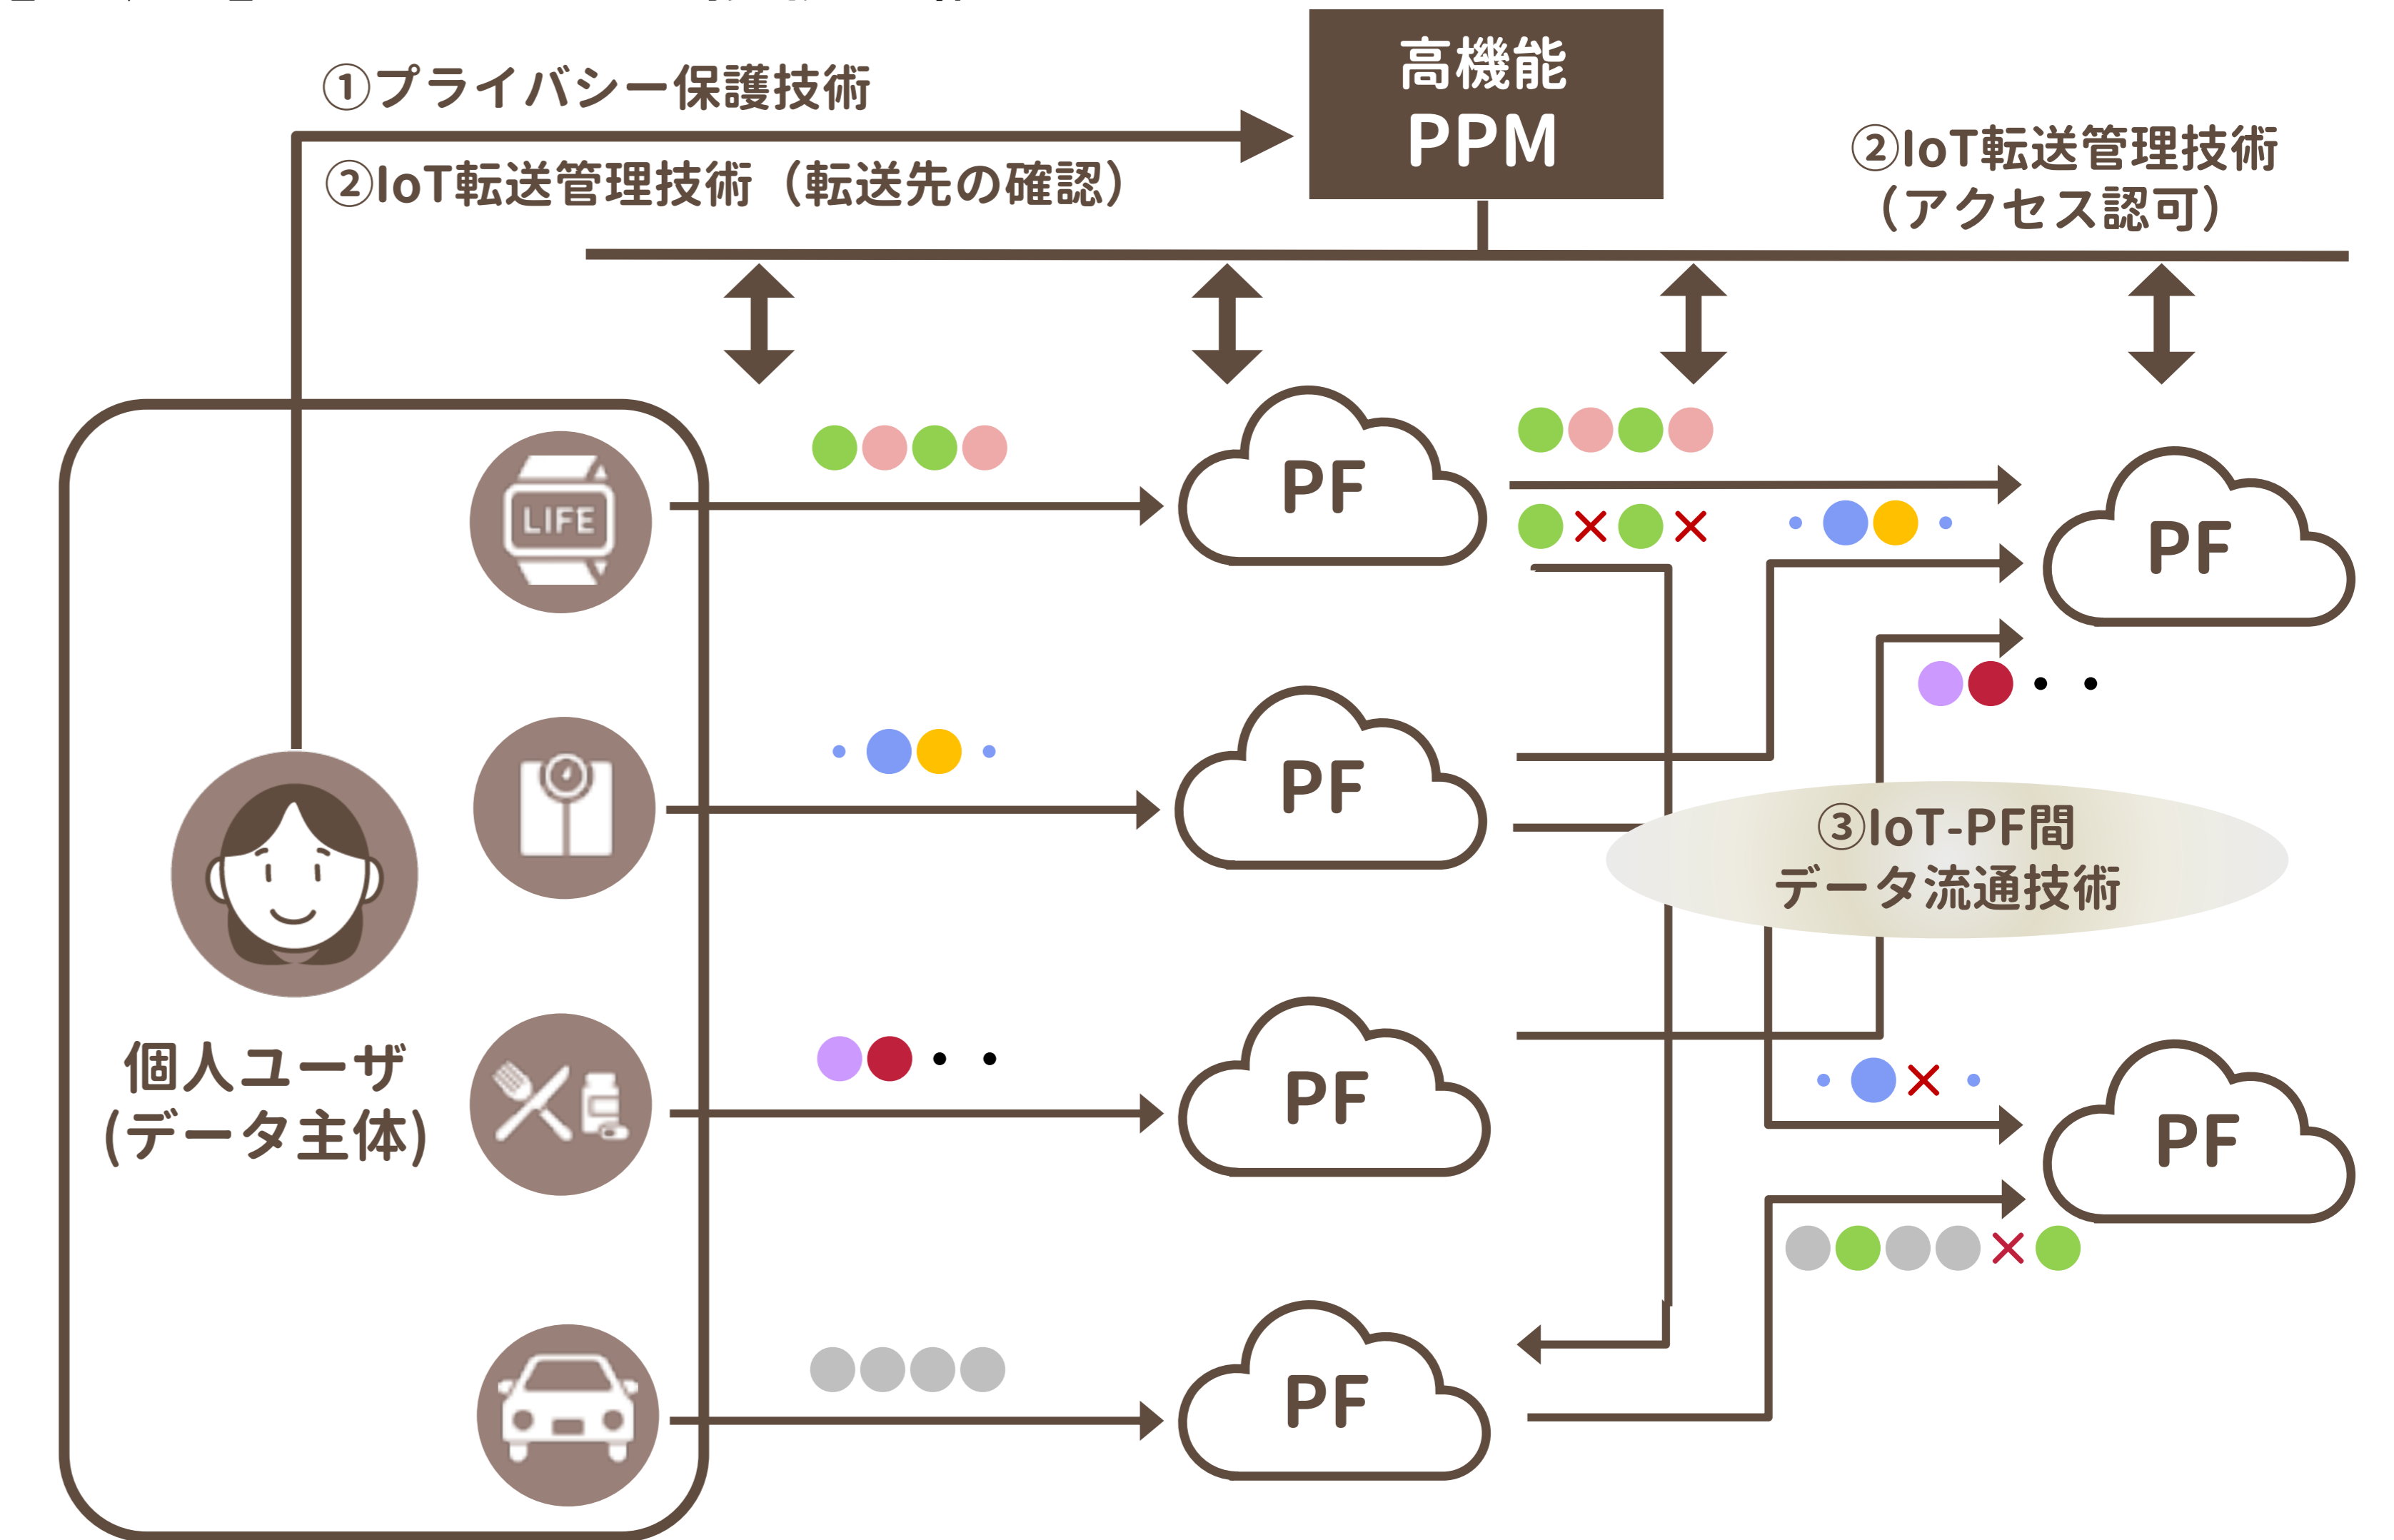 ①プライバシー保護技術
②IoT転送管理技術（転送先の確認）
高機能
PPM
②IoT転送管理技術
(アクセス認可)
LIFE
PF
PF
PF
③IoT-PF間
データ流通技術
個人ユーザ
(データ主体)
PF
PF
PF